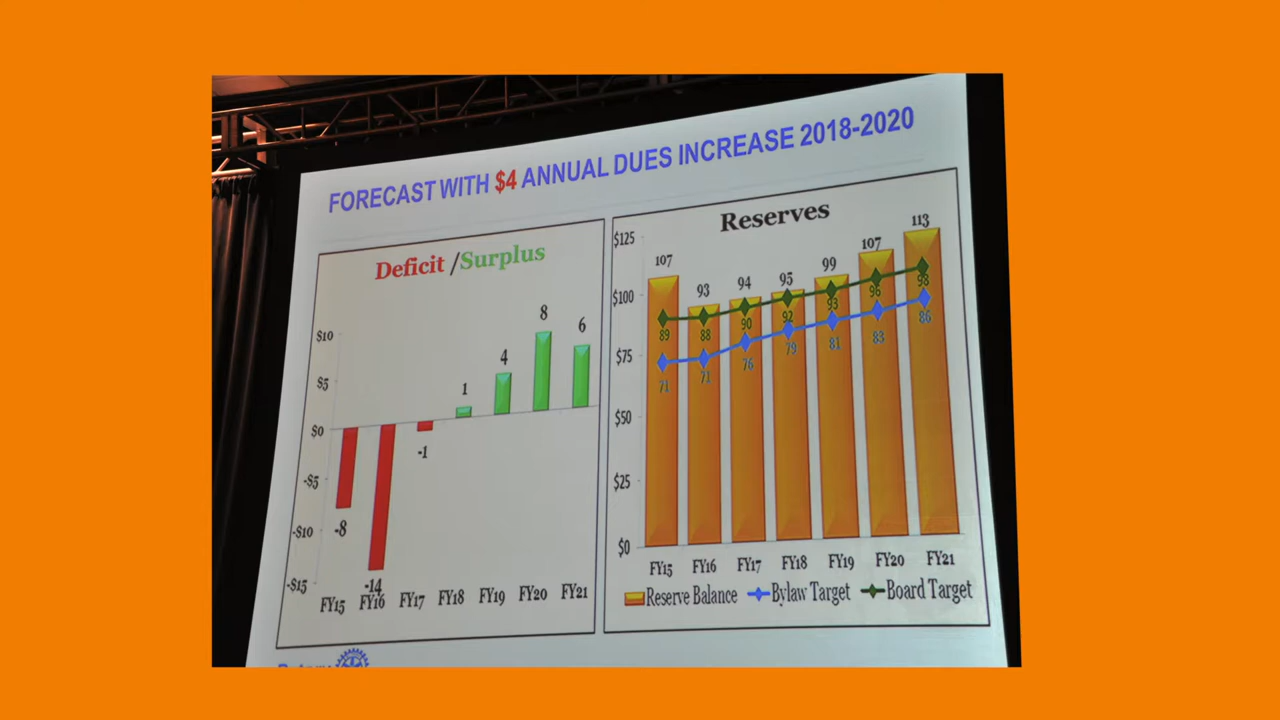 FORECAST WITH $4 ANNUAL DUES INCREASE 2018-2020
Deficit /Surplus
$10
$5
$0
-$5
-$10
-$15
-8
-14
-1
1
4
8
6
FY15 FY16 FY17 FY18 FY19 FY20 FY21
Reserves
$125
$100
$75
$50
$25
$0
107 93 94 95 99 107 113
89 88 90 92 93 96 98
71 71 76 79 81 83 86
FY15 FY16 FY17 FY18 FY19 FY20 FY21
Reserve Balance Bylaw Target Board Target